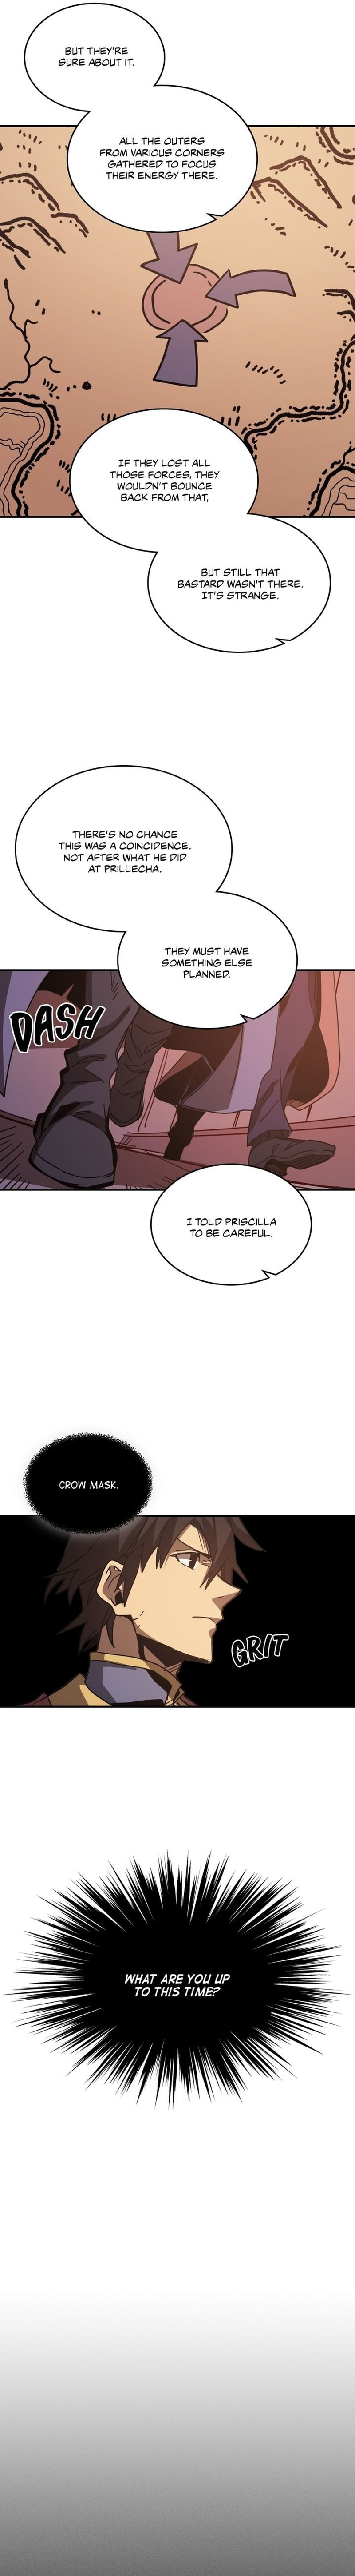 BUT THEY'RE
SURE ABOUT IT.
ALL THE OUTERS
FROM VARIOUS CORNERS
GATHERED TO FOCUS
THEIR ENERGY THERE.
IF THEY LOST ALL
THOSE FORCES, THEY
WOULDN'T BOUNCE
BACK FROM THAT,
BUT STILL THAT
BASTARD WASN'T THERE.
IT'S STRANGE.
THERE'S NO CHANCE
THIS WAS A COINCIDENCE.
NOT AFTER WHAT HE DID
AT PRILLECHA.
THEY MUST HAVE
SOMETHING ELSE
PLANNED.
DASH
I TOLD PRISCILLA
TO BE CAREFUL.
CROW MASK.
GRIT
WHAT ARE YOU UP
TO THIS TIME?